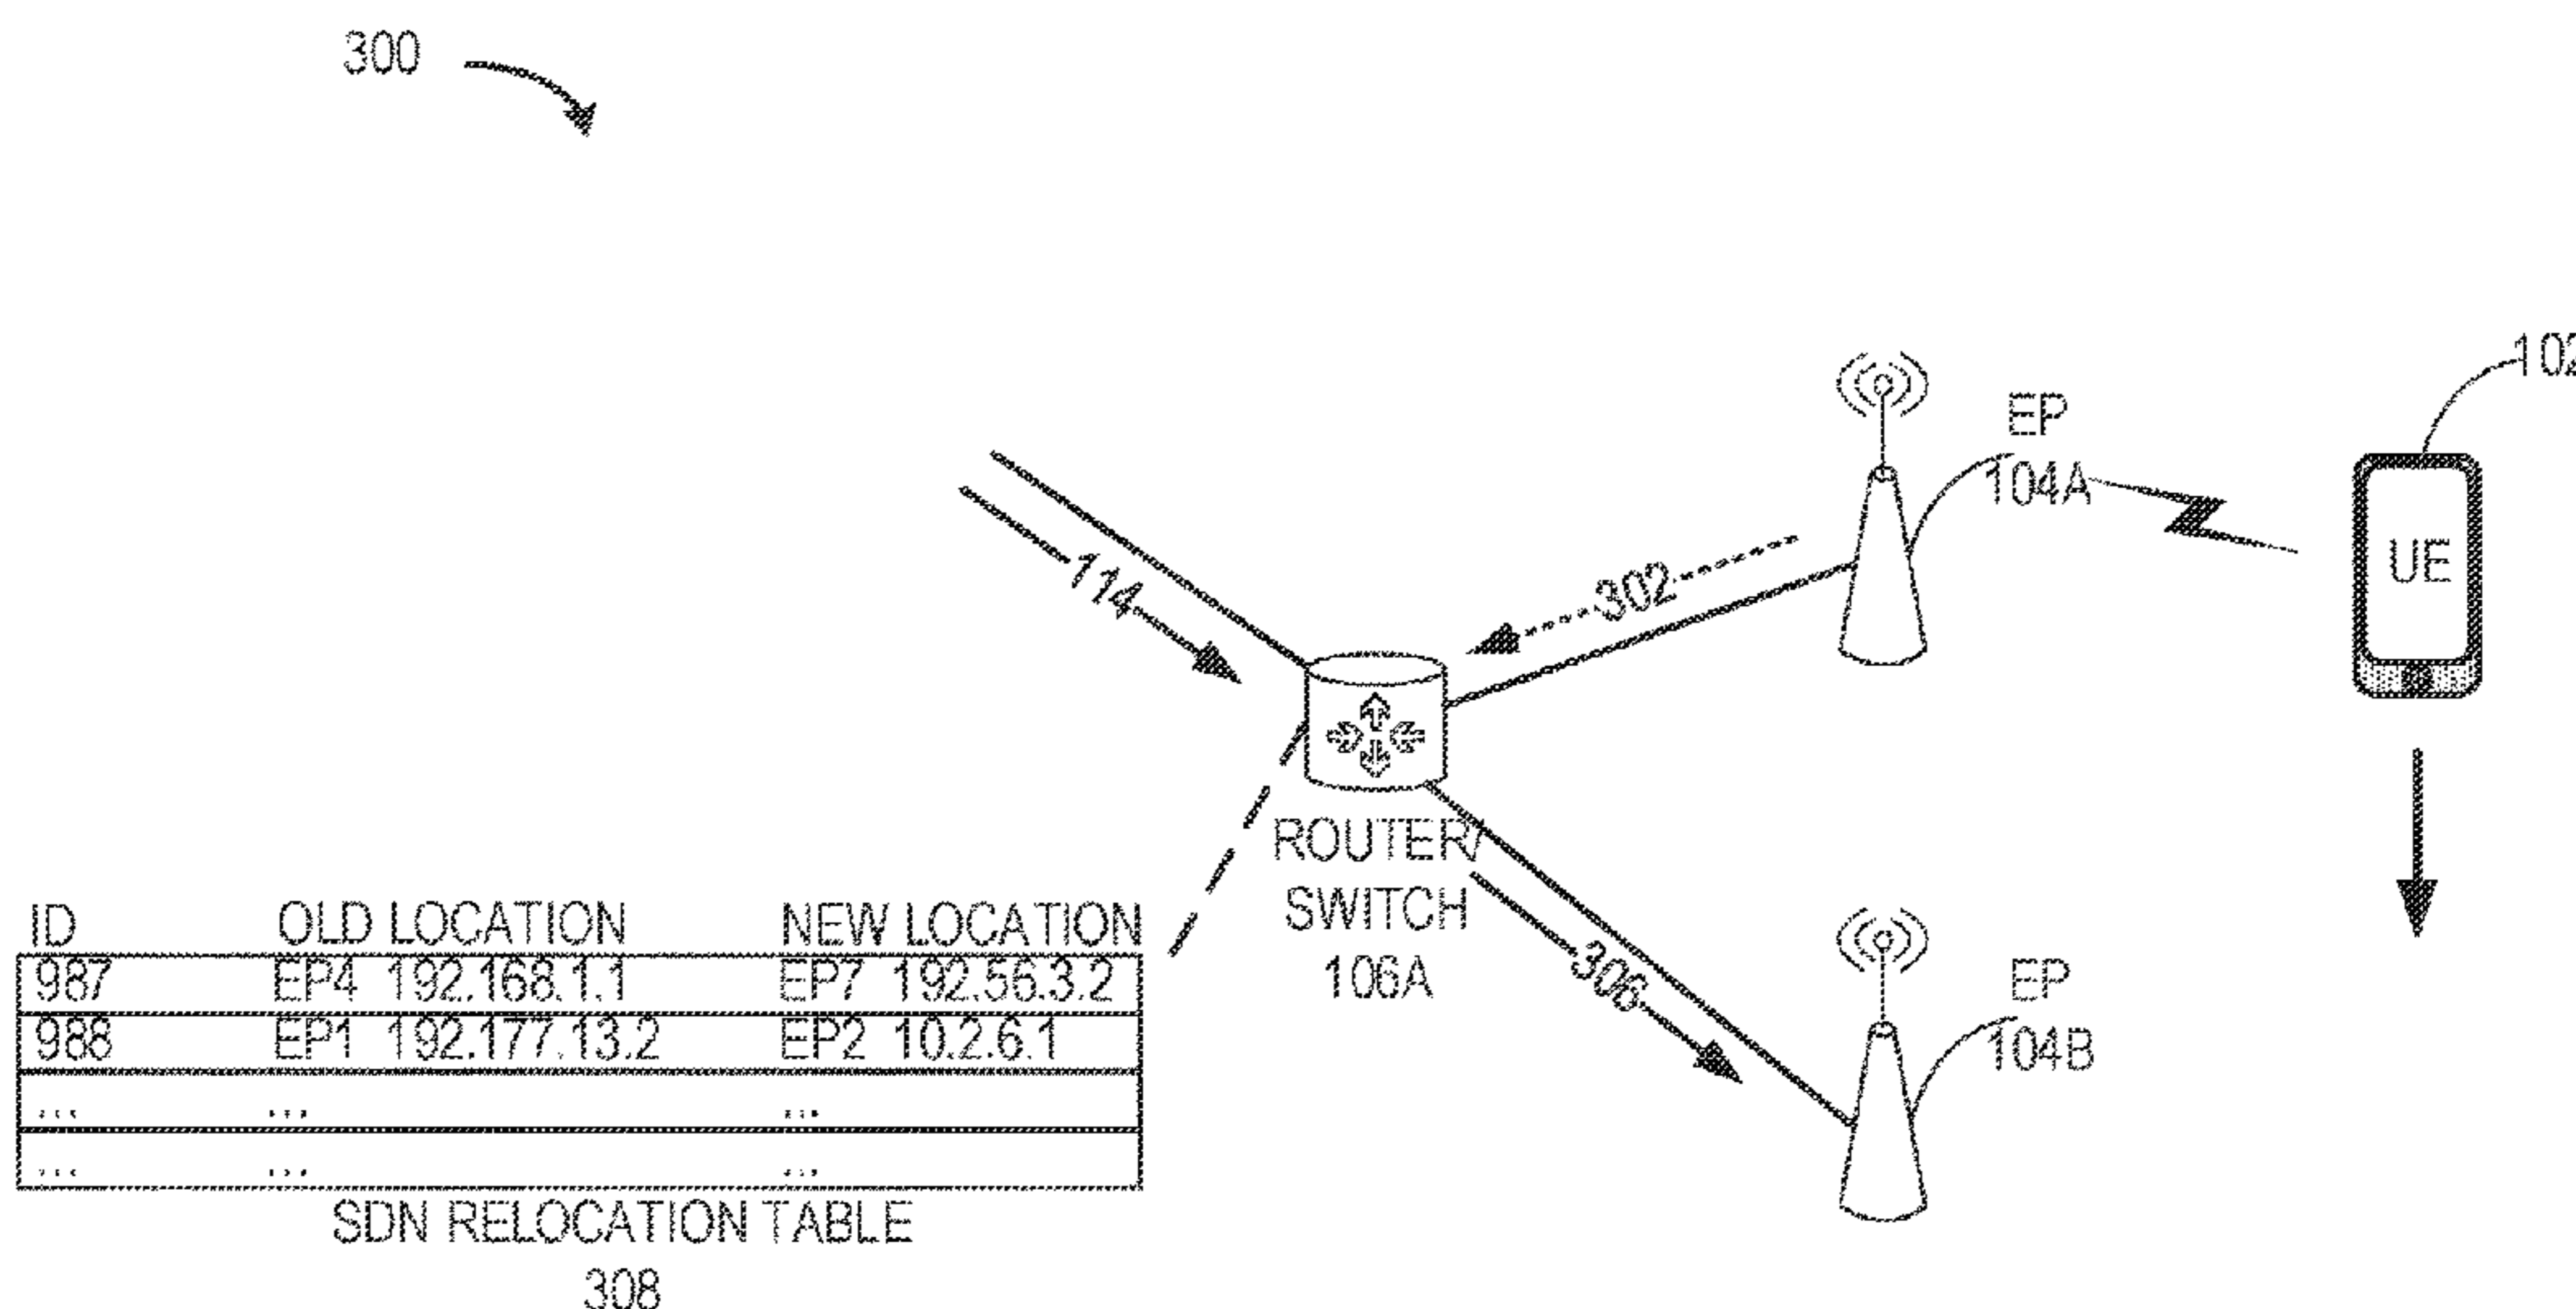 300
102
EP
104A
UE
114
302
ROUTER/
SWITCH
106A
306
EP
104B
ID OLD LOCATION NEW LOCATION
987 EP4 192.168.1.1 EP7 192.56.3.2
988 EP1 192.177.13.2 EP2 10.2.6.1
... ... ...
... ... ...
SDN RELOCATION TABLE
308